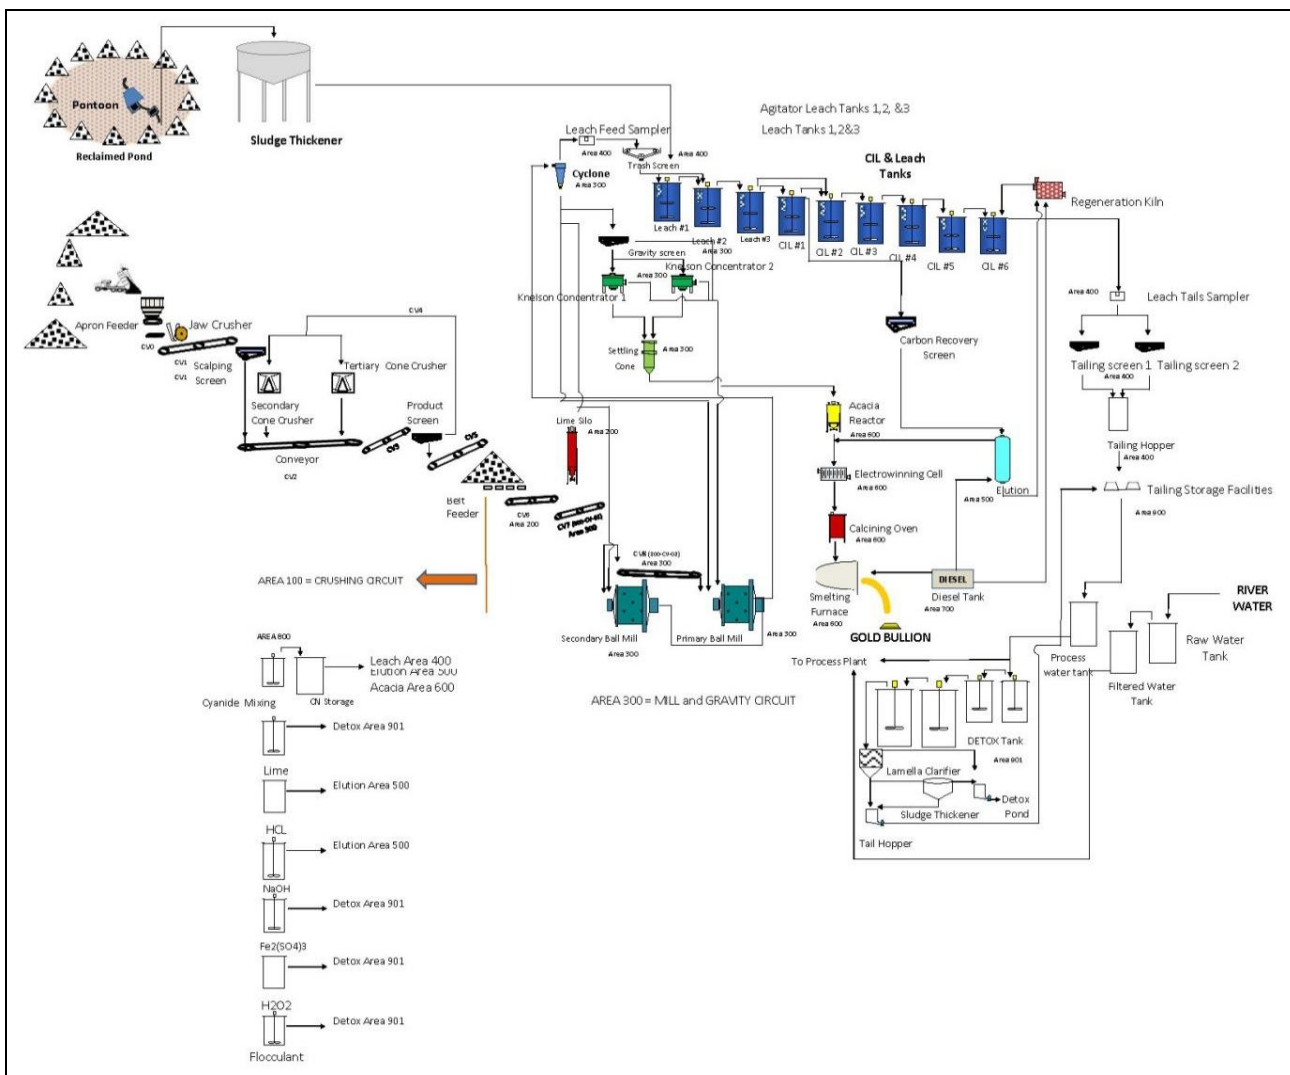 Pontoon
Reclaimed Pond
Sludge Thickener
Agitator Leach Tanks 1,2, &3
Leach Tanks 1,2&3
Leach Feed Sampler
Area 400
Trash Screen
Area 400
CIL & Leach
Tanks
Cyclone
Area 300
Regeneration Kiln
Leach #1
Leach #2
Area 300
Leach #3
CIL #1
CIL #2
CIL #3
CIL #4
CIL #5
CIL #6
Gravity screen
Area 300
Knelson Concentrator 2
Knelson Concentrator 1
Area 400
Leach Tails Sampler
Apron Feeder
CV0
Jaw Crusher
CV1
CV1
Scalping
Screen
CV4
Tertiary Cone Crusher
Secondary
Cone Crusher
Product
Screen
Conveyor
CV2
CV3
CV5
Settling
Cone
Area 300
Carbon Recovery
Screen
Tailing screen 1
Tailing screen 2
Area 400
Acacia
Reactor
Area 600
Lime Silo
Area 200
Tailing Hopper
Area 400
Belt
Feeder
CV6
Area 200
CV7
Area 300
Electrowinning Cell
Area 600
Elution
Area 500
Tailing Storage Facilities
Area 900
Calcining Oven
Area 600
CV8 (300-CV-02)
Area 300
AREA 100 = CRUSHING CIRCUIT
Smelting
Furnace
Area 600
DIESEL
Diesel Tank
Area 700
GOLD BULLION
RIVER
WATER
Secondary Ball Mill
Area 300
Primary Ball Mill
Area 300
AREA 800
Leach Area 400
Elution Area 500
Acacia Area 600
Cyanide Mixing
CN Storage
To Process Plant
Process
water tank
Raw Water
Tank
Filtered Water
Tank
AREA 300 = MILL and GRAVITY CIRCUIT
Detox Area 901
Lime
DETOX Tank
Area 901
Lamella Clarifier
Elution Area 500
Sludge Thickener
Detox
Pond
Tail Hopper
HCL
Elution Area 500
NaOH
Detox Area 901
Fe2(SO4)3
Detox Area 901
H2O2
Detox Area 901
Flocculant